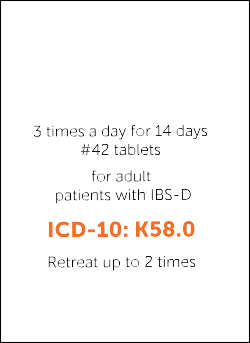 3 times a day for 14 days
#42 tablets
for adult
patients with IBS-D
ICD-10: K58.0
Retreat up to 2 times